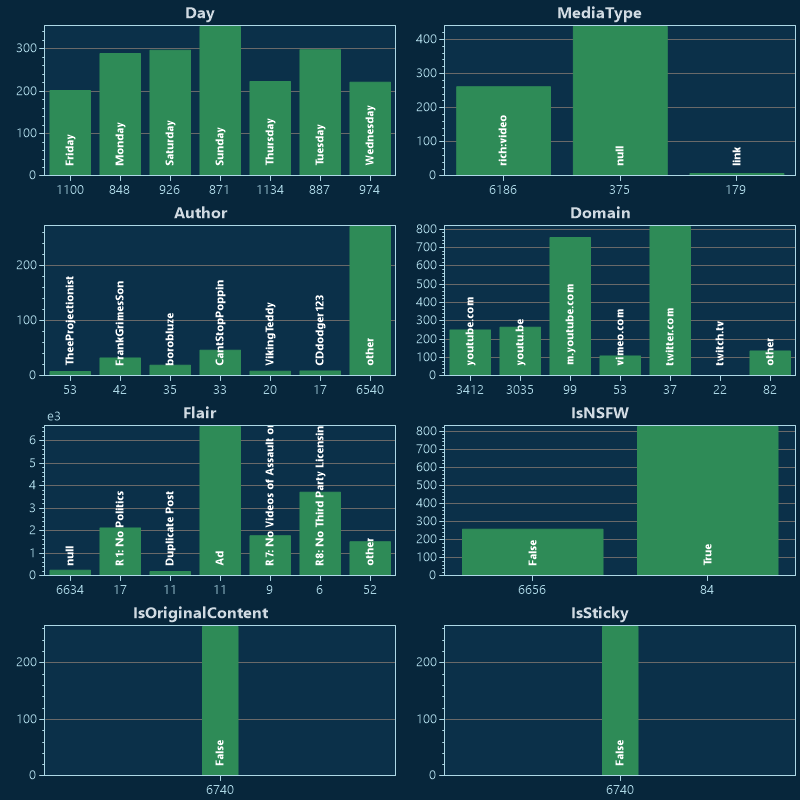 Day
300
200
100
0
Friday
Monday
Saturday
Sunday
Thursday
Tuesday
Wednesday
1100 848 926 871 1134 887 974
MediaType
400
300
200
100
0
rich:video
null
link
6186 375 179
Author
200
100
0
TheeProjectionist
FrankGrimesSon
borobluze
CantStopPoppin
VikingTeddy
CDdodger123
other
53 42 35 33 20 17 6540
Domain
800
700
600
500
400
300
200
100
0
youtube.com
youtu.be
m.youtube.com
vimeo.com
twitter.com
twitch.tv
other
3412 3035 99 53 37 22 82
Flair
e3
6
5
4
3
2
1
0
null
R1: No Politics
Duplicate Post
Ad
R7: No Videos of Assault o
R8: No Third Party Licensin
other
6634 17 11 11 9 6 52
IsNSFW
800
700
600
500
400
300
200
100
0
False
True
6656 84
IsOriginalContent
200
100
0
False
6740
IsSticky
200
100
0
False
6740